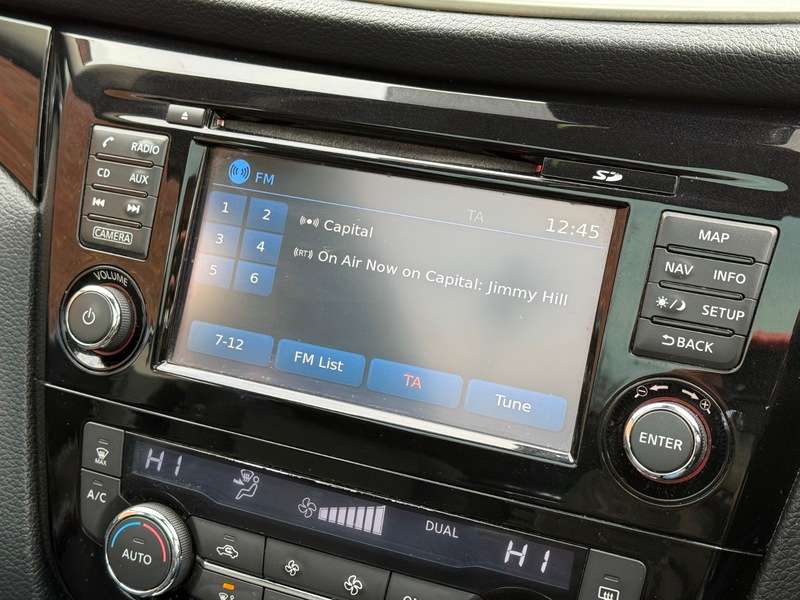 RADIO
CD AUX
CAMERA
VOLUME
SD
FM
TA
12:45
1 2
3 4
5 6
Capital
(RT) On Air Now on Capital: Jimmy Hill
7-12
FM List
TA
Tune
MAP
NAV INFO
SETUP
BACK
ENTER
MAX
A/C
AUTO
HI
DUAL
HI